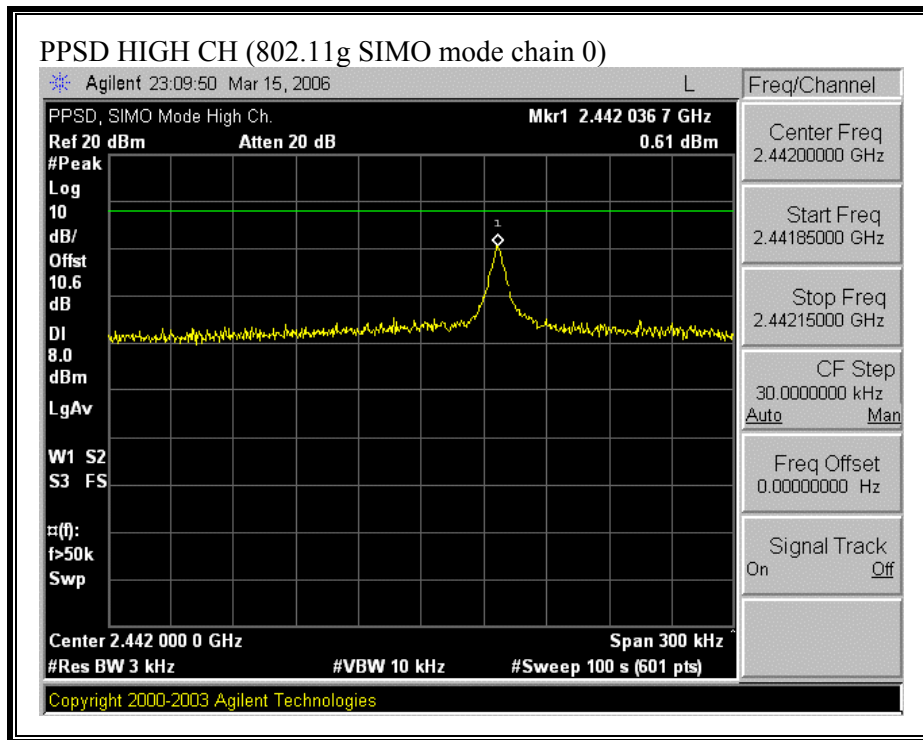 PPSD HIGH CH (802.11g SIMO mode chain 0)
Agilent 23:09:50 Mar 15, 2006 L
PPSD, SIMO Mode High Ch. Mkr1 2.442 036 7 GHz
Ref 20 dBm Atten 20 dB 0.61 dBm
#Peak
Log
10
dB/
Offst
10.6
dB
DI
8.0
dBm
LgAv
W1 S2
S3 FS
¤(f):
f>50k
Swp
1
Center 2.442 000 0 GHz Span 300 kHz
#Res BW 3 kHz #VBW 10 kHz #Sweep 100 s (601 pts)
Copyright 2000-2003 Agilent Technologies
Freq/Channel
Center Freq
2.44200000 GHz
Start Freq
2.44185000 GHz
Stop Freq
2.44215000 GHz
CF Step
30.0000000 kHz
Auto Man
Freq Offset
0.00000000 Hz
Signal Track
On Off